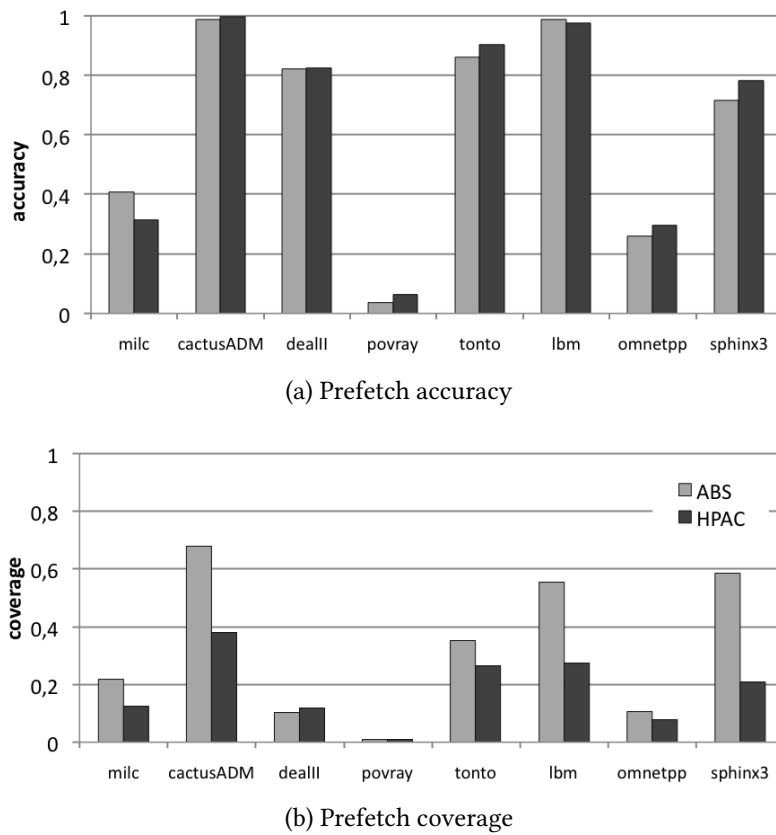 1
0,8
0,6
0,4
0,2
0
accuracy
milc cactusADM dealII povray tonto lbm omnetpp sphinx3
(a) Prefetch accuracy
1
0,8
0,6
0,4
0,2
0
coverage
ABS
HPAC
milc cactusADM dealII povray tonto lbm omnetpp sphinx3
(b) Prefetch coverage